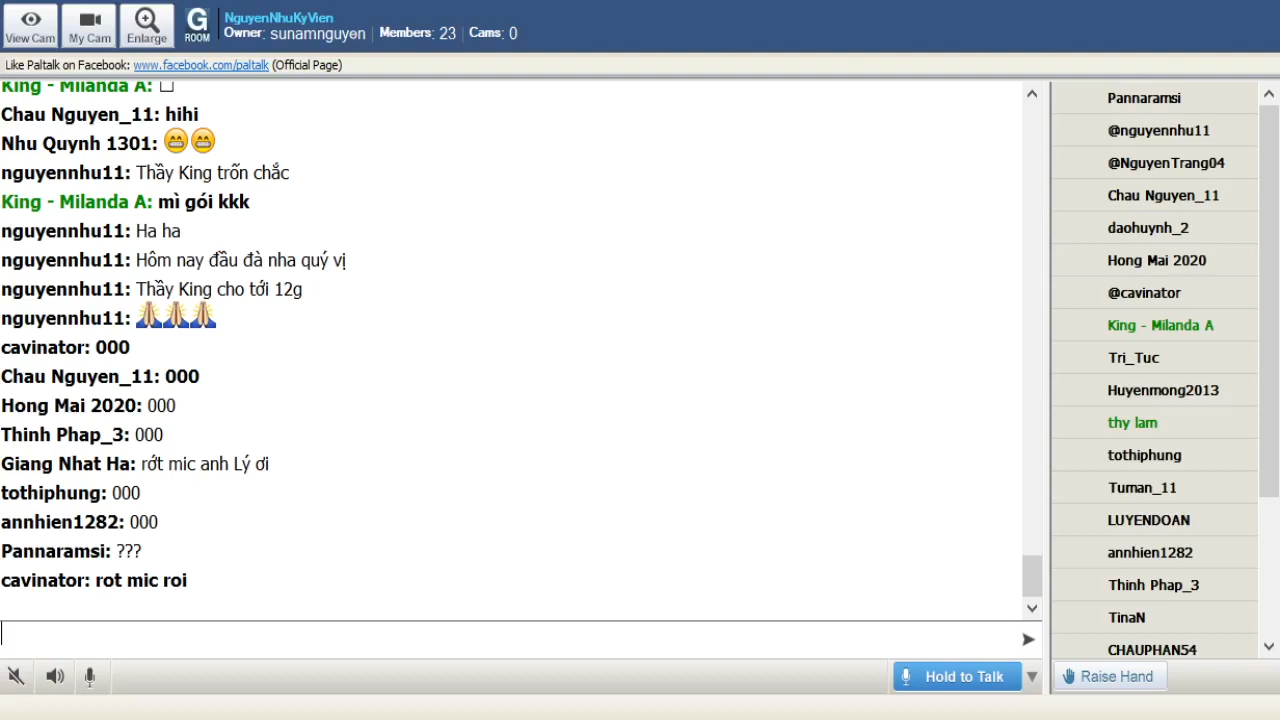 View Cam
My Cam
Enlarge
G
ROOM
NguyenNhuKyVien
Owner: sunamnguyen | Members: 23 | Cams: 0
Like Paltalk on Facebook: www.facebook.com/paltalk (Official Page)
King - Milanda A: □
Chau Nguyen_11: hihi
Nhu Quynh 1301: 😁😁
nguyennhu11: Thầy King trốn chắc
King - Milanda A: mì gói kkk
nguyennhu11: Ha ha
nguyennhu11: Hôm nay đầu đà nha quý vị
nguyennhu11: Thầy King cho tới 12g
nguyennhu11: 🙏🙏🙏
cavinator: 000
Chau Nguyen_11: 000
Hong Mai 2020: 000
Thinh Phap_3: 000
Giang Nhat Ha: rớt mic anh Lý ơi
tothiphung: 000
annhien1282: 000
Pannaramsi: ???
cavinator: rot mic roi
Hold to Talk
Pannaramsi
@nguyennhu11
@NguyenTrang04
Chau Nguyen_11
daohuynh_2
Hong Mai 2020
@cavinator
King - Milanda A
Tri_Tuc
Huyenmong2013
thy lam
tothiphung
Tuman_11
LUYENDOAN
annhien1282
Thinh Phap_3
TinaN
CHAUPHAN54
Raise Hand